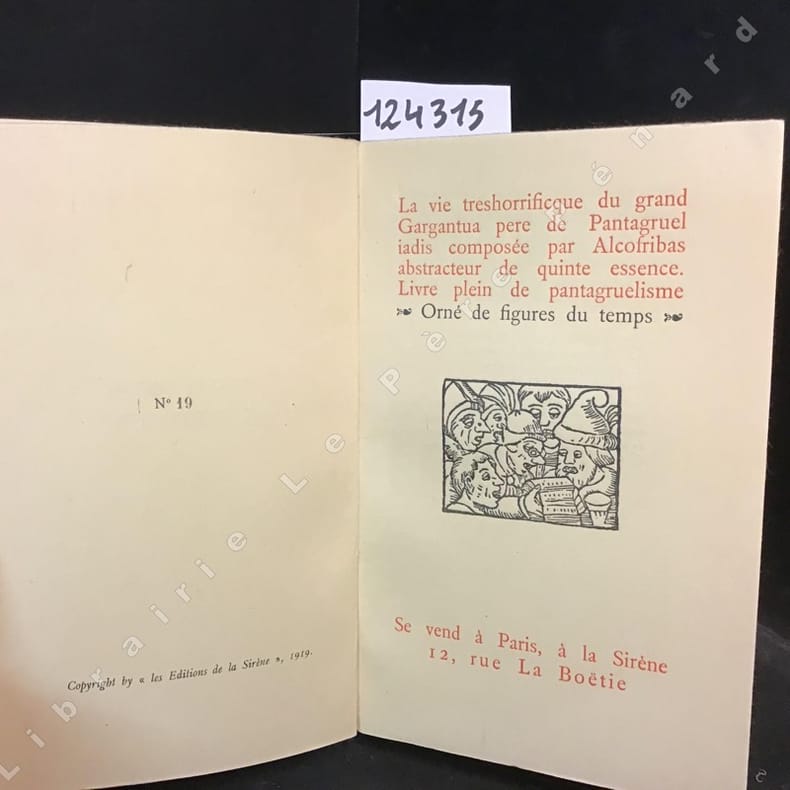 124315
N° 19
Copyright by « les Editions de la Sirène », 1919.
La vie treshorrificque du grand
Gargantua pere de Pantagruel
iadis composée par Alcofribas
abstracteur de quinte essence.
Livre plein de pantagruelisme
Orné de figures du temps
Se vend à Paris, à la Sirène
12, rue La Boëtie
Librairie Le Père Pénard